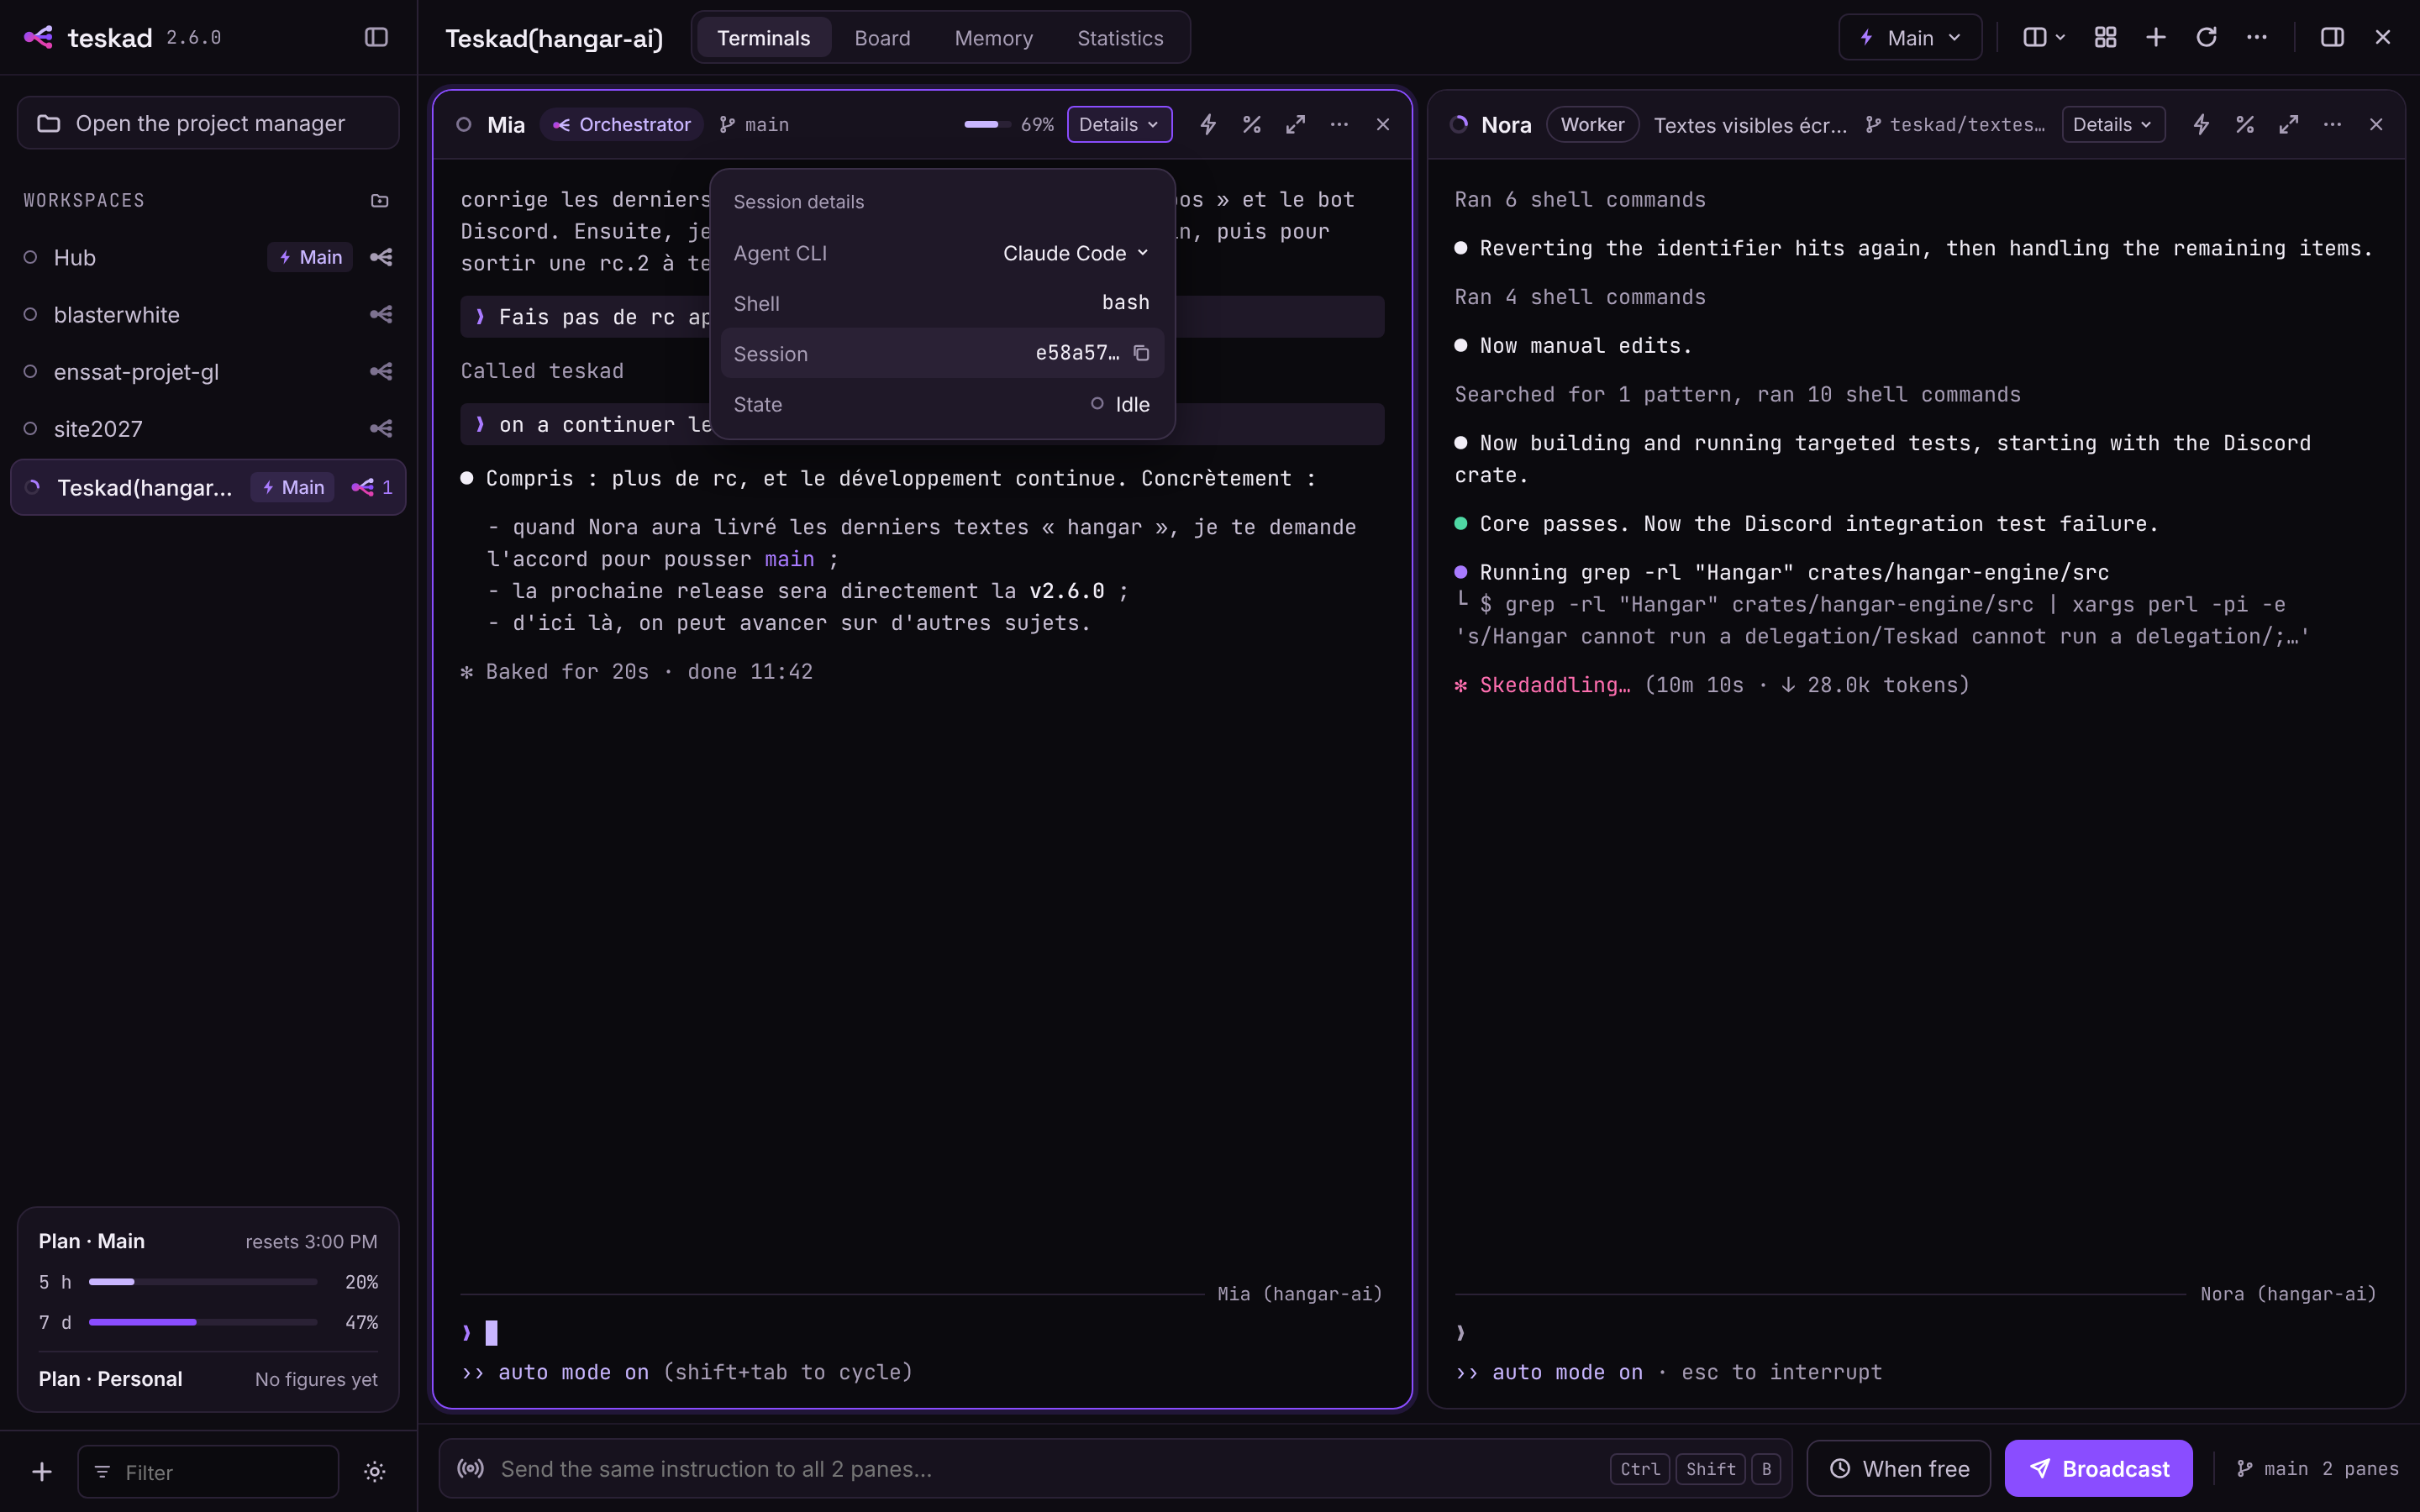 teskad 2.6.0
Open the project manager
WORKSPACES
Hub Main
blasterwhite
enssat-projet-gl
site2027
Teskad(hangar... Main 1
Plan · Main resets 3:00 PM
5 h 20%
7 d 47%
Plan · Personal No figures yet
Filter
Teskad(hangar-ai) Terminals Board Memory Statistics Main
Mia Orchestrator main 69% Details
corrige les derniers os » et le bot
Discord. Ensuite, je n, puis pour
sortir une rc.2 à te
❯ Fais pas de rc ap
Called teskad
❯ on a continuer le
Session details
Agent CLI Claude Code
Shell bash
Session e58a57…
State Idle
● Compris : plus de rc, et le développement continue. Concrètement :
- quand Nora aura livré les derniers textes « hangar », je te demande
l'accord pour pousser main ;
- la prochaine release sera directement la v2.6.0 ;
- d'ici là, on peut avancer sur d'autres sujets.
✻ Baked for 20s · done 11:42
Mia (hangar-ai)
❯
›› auto mode on (shift+tab to cycle)
Nora Worker Textes visibles écr... teskad/textes… Details
Ran 6 shell commands
● Reverting the identifier hits again, then handling the remaining items.
Ran 4 shell commands
● Now manual edits.
Searched for 1 pattern, ran 10 shell commands
● Now building and running targeted tests, starting with the Discord
crate.
● Core passes. Now the Discord integration test failure.
● Running grep -rl "Hangar" crates/hangar-engine/src
└ $ grep -rl "Hangar" crates/hangar-engine/src | xargs perl -pi -e
's/Hangar cannot run a delegation/Teskad cannot run a delegation/;…'
✻ Skedaddling… (10m 10s · ↓ 28.0k tokens)
Nora (hangar-ai)
❯
›› auto mode on · esc to interrupt
Send the same instruction to all 2 panes... Ctrl Shift B When free Broadcast main 2 panes